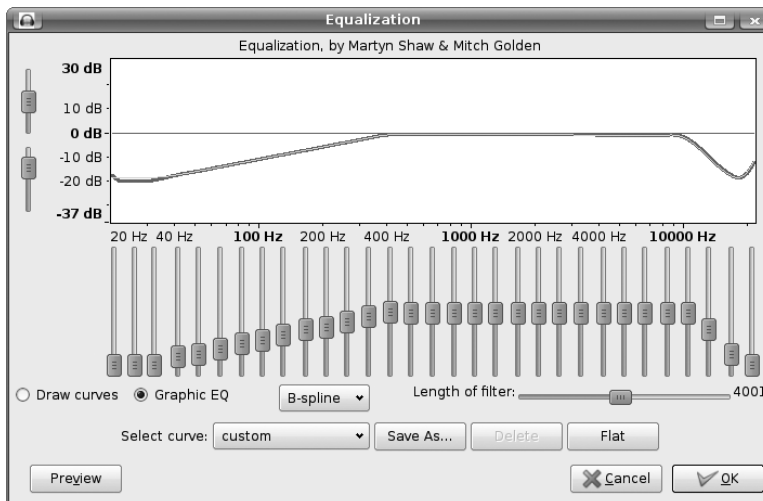 Equalization
Equalization, by Martyn Shaw & Mitch Golden
30 dB
10 dB
0 dB
-10 dB
-20 dB
-37 dB
20 Hz 40 Hz 100 Hz 200 Hz 400 Hz 1000 Hz 2000 Hz 4000 Hz 10000 Hz
Draw curves Graphic EQ B-spline Length of filter: 4001
Select curve: custom Save As... Delete Flat
Preview Cancel OK